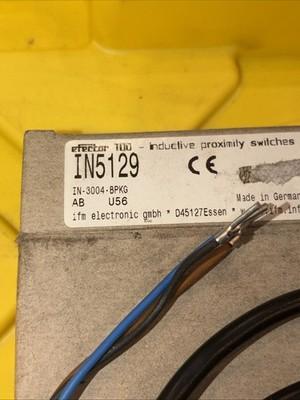 efector 100 - inductive proximity switches
IN5129
CE
IN-3004-BPKG
AB U56
Made in Germany
ifm electronic gmbh * D45127Essen *